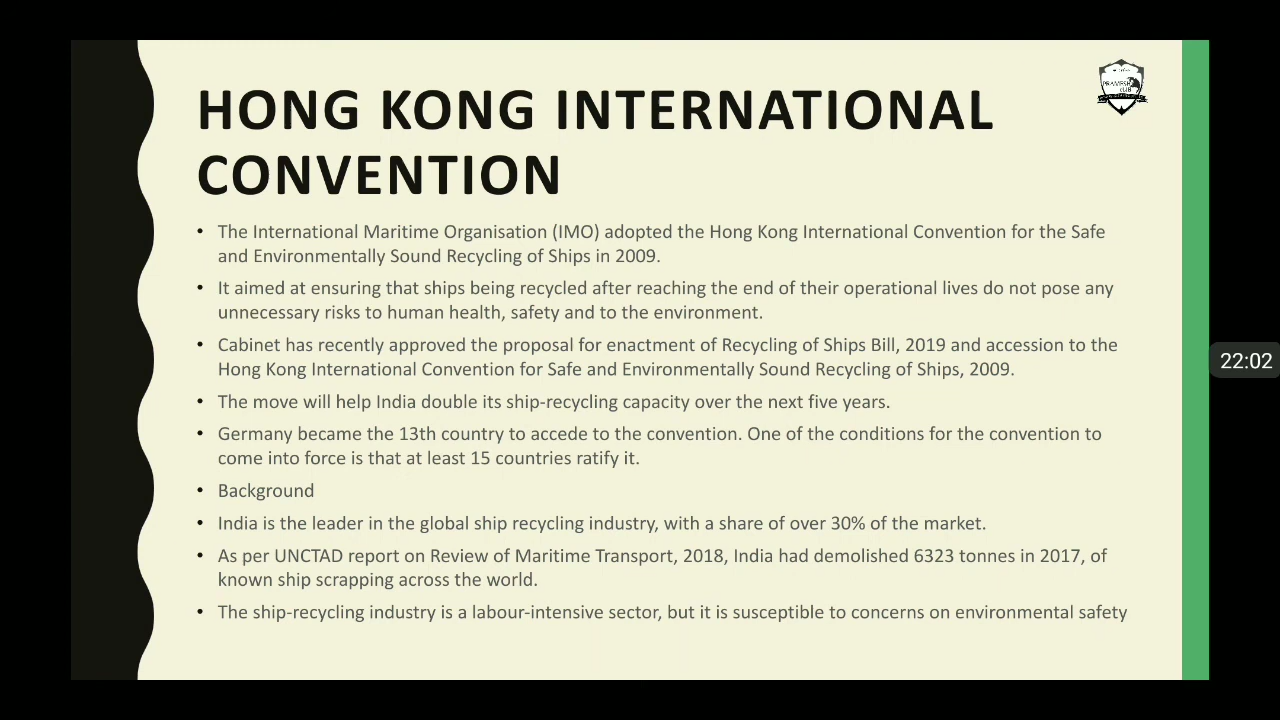 HONG KONG INTERNATIONAL
CONVENTION
• The International Maritime Organisation (IMO) adopted the Hong Kong International Convention for the Safe
and Environmentally Sound Recycling of Ships in 2009.
• It aimed at ensuring that ships being recycled after reaching the end of their operational lives do not pose any
unnecessary risks to human health, safety and to the environment.
• Cabinet has recently approved the proposal for enactment of Recycling of Ships Bill, 2019 and accession to the
Hong Kong International Convention for Safe and Environmentally Sound Recycling of Ships, 2009.
• The move will help India double its ship-recycling capacity over the next five years.
• Germany became the 13th country to accede to the convention. One of the conditions for the convention to
come into force is that at least 15 countries ratify it.
• Background
• India is the leader in the global ship recycling industry, with a share of over 30% of the market.
• As per UNCTAD report on Review of Maritime Transport, 2018, India had demolished 6323 tonnes in 2017, of
known ship scrapping across the world.
• The ship-recycling industry is a labour-intensive sector, but it is susceptible to concerns on environmental safety
22:02